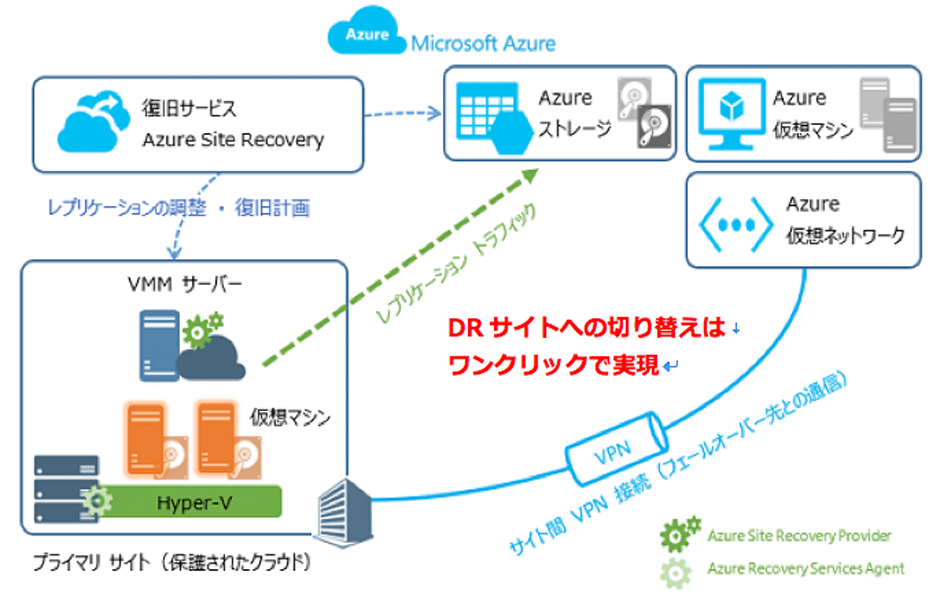 Azure
Microsoft Azure
復旧サービス
Azure Site Recovery
Azure
ストレージ
Azure
仮想マシン
Azure
仮想ネットワーク
レプリケーションの調整 ・ 復旧計画
レプリケーション トラフィック
VMM サーバー
DRサイトへの切り替えは↓
ワンクリックで実現↵
仮想マシン
Hyper-V
VPN
サイト間 VPN 接続（フェールオーバー先との通信）
プライマリ サイト（保護されたクラウド）
Azure Site Recovery Provider
Azure Recovery Services Agent